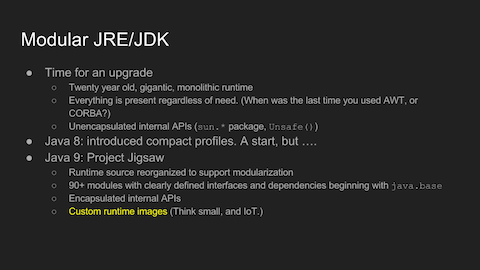 Modular JRE/JDK
● Time for an upgrade
○ Twenty year old, gigantic, monolithic runtime
○ Everything is present regardless of need. (When was the last time you used AWT, or
CORBA?)
○ Unencapsulated internal APIs (sun.* package, Unsafe())
● Java 8: introduced compact profiles. A start, but ….
● Java 9: Project Jigsaw
○ Runtime source reorganized to support modularization
○ 90+ modules with clearly defined interfaces and dependencies beginning with java.base
○ Encapsulated internal APIs
○ Custom runtime images (Think small, and IoT.)